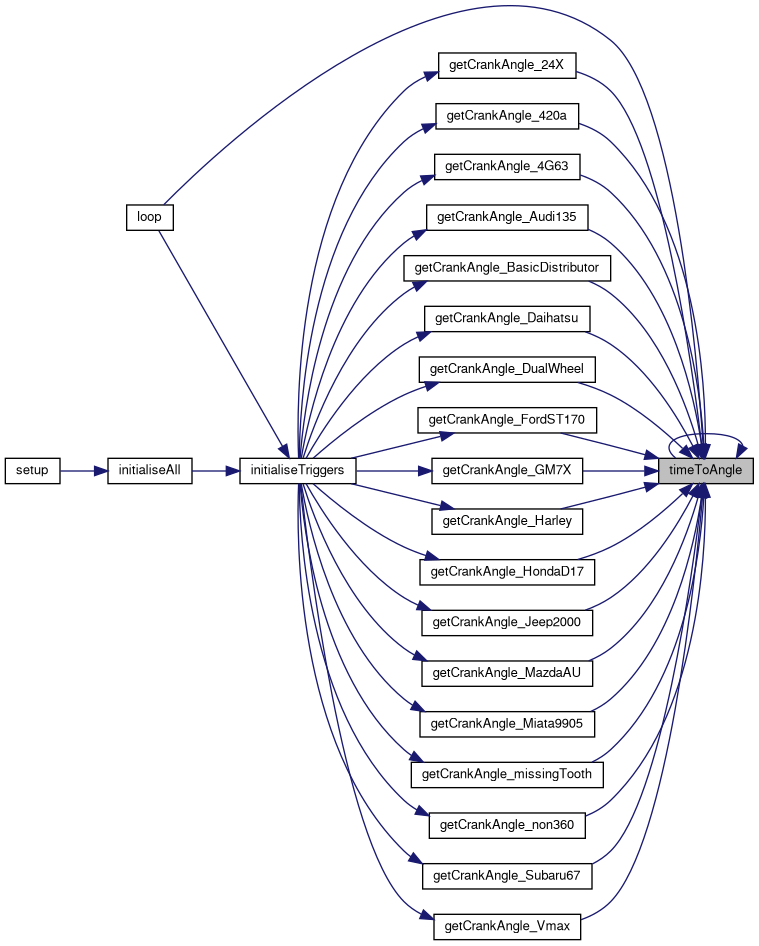 getCrankAngle_24X
getCrankAngle_420a
getCrankAngle_4G63
loop
getCrankAngle_Audi135
getCrankAngle_BasicDistributor
getCrankAngle_Daihatsu
getCrankAngle_DualWheel
getCrankAngle_FordST170
setup
initialiseAll
initialiseTriggers
getCrankAngle_GM7X
timeToAngle
getCrankAngle_Harley
getCrankAngle_HondaD17
getCrankAngle_Jeep2000
getCrankAngle_MazdaAU
getCrankAngle_Miata9905
getCrankAngle_missingTooth
getCrankAngle_non360
getCrankAngle_Subaru67
getCrankAngle_Vmax